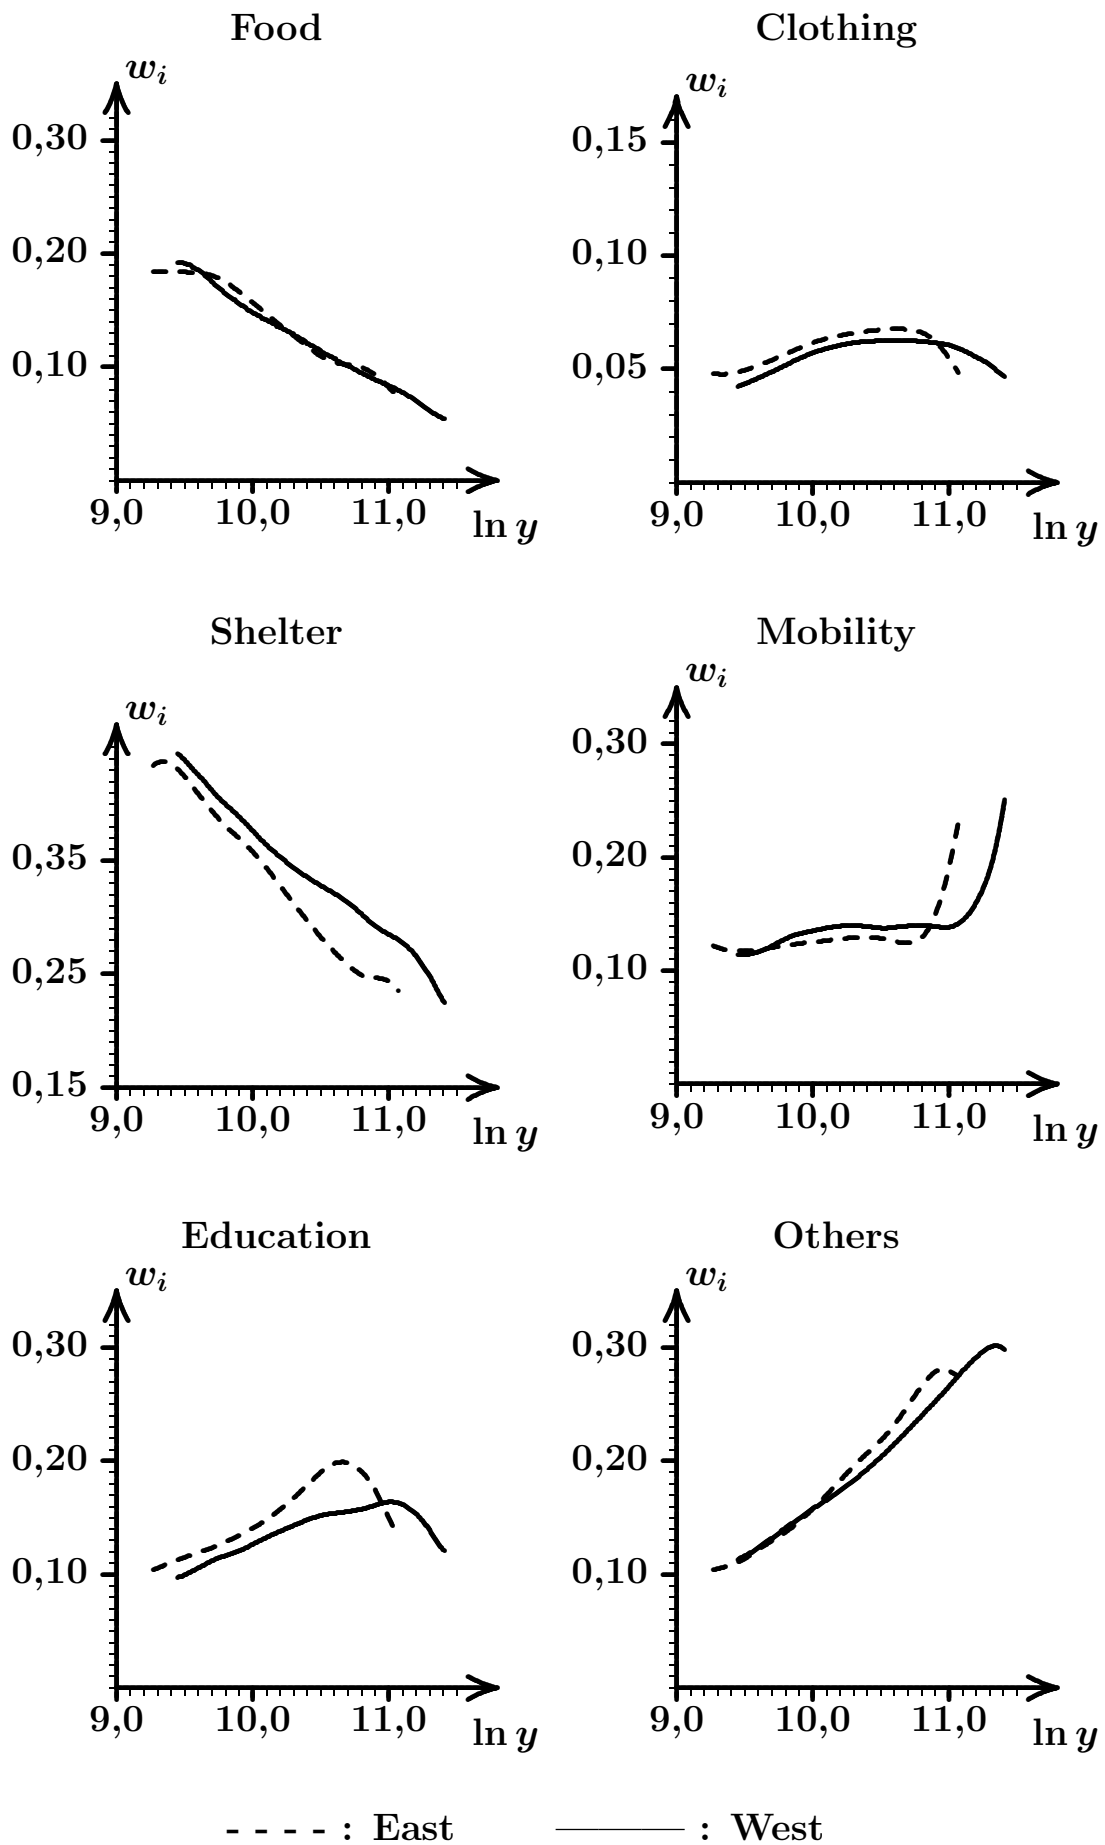 Food
w_i
0,30
0,20
0,10
9,0 10,0 11,0
ln y
Clothing
w_i
0,15
0,10
0,05
9,0 10,0 11,0
ln y
Shelter
w_i
0,35
0,25
0,15
9,0 10,0 11,0
ln y
Mobility
w_i
0,30
0,20
0,10
9,0 10,0 11,0
ln y
Education
w_i
0,30
0,20
0,10
9,0 10,0 11,0
ln y
Others
w_i
0,30
0,20
0,10
9,0 10,0 11,0
ln y
: East : West